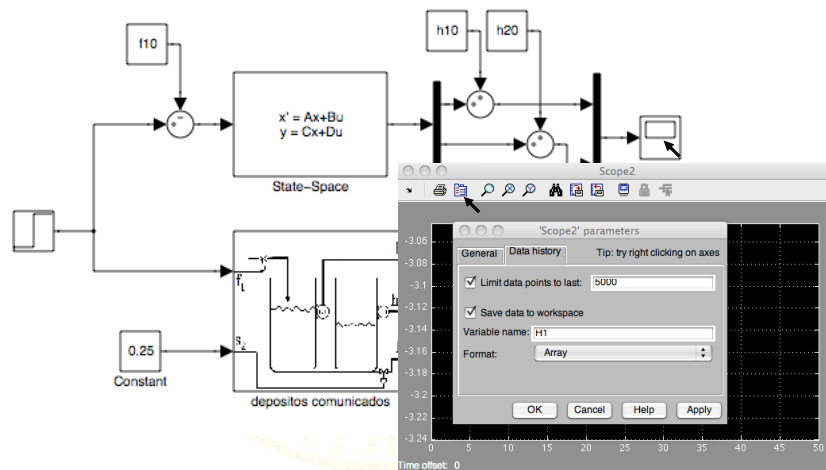 f10
h10
h20
x' = Ax+Bu
y = Cx+Du
State-Space
f1
s2
0.25
Constant
depositos comunicados
Scope2
'Scope2' parameters
General
Data history
Tip: try right clicking on axes
Limit data points to last:
5000
Save data to workspace
Variable name:
H1
Format:
Array
OK
Cancel
Help
Apply
-3.06
-3.08
-3.1
-3.12
-3.14
-3.16
-3.18
-3.2
-3.22
-3.24
0 5 10 15 20 25 30 35 40 45 50
Time offset: 0